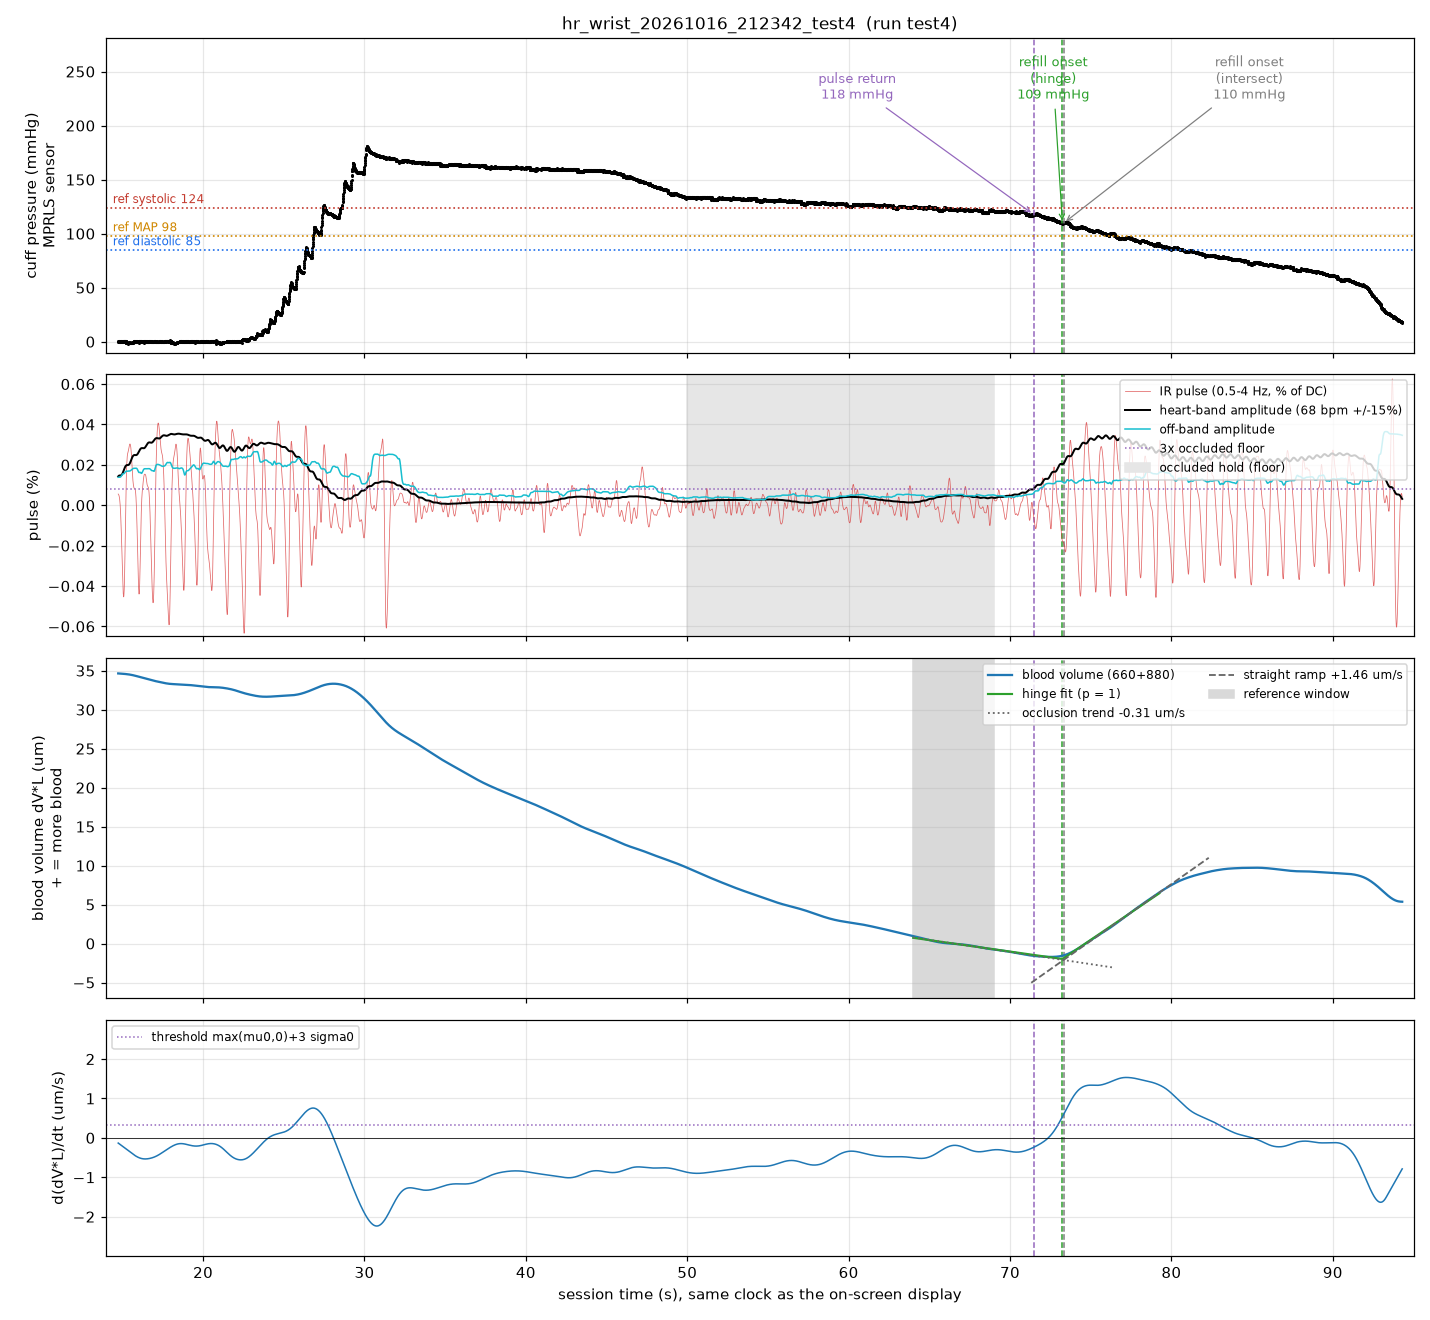 hr_wrist_20261016_212342_test4  (run test4)
cuff pressure (mmHg)
MPRLS sensor
250
200
150
100
50
0
ref systolic 124
ref MAP 98
ref diastolic 85
pulse return
118 mmHg
refill onset
(hinge)
109 mmHg
refill onset
(intersect)
110 mmHg
pulse (%)
0.06
0.04
0.02
0.00
−0.02
−0.04
−0.06
IR pulse (0.5-4 Hz, % of DC)
heart-band amplitude (68 bpm +/-15%)
off-band amplitude
3x occluded floor
occluded hold (floor)
blood volume dV*L (um)
+ = more blood
35
30
25
20
15
10
5
0
−5
blood volume (660+880)
hinge fit (p = 1)
occlusion trend -0.31 um/s
straight ramp +1.46 um/s
reference window
d(dV*L)/dt (um/s)
2
1
0
−1
−2
threshold max(mu0,0)+3 sigma0
20
30
40
50
60
70
80
90
session time (s), same clock as the on-screen display